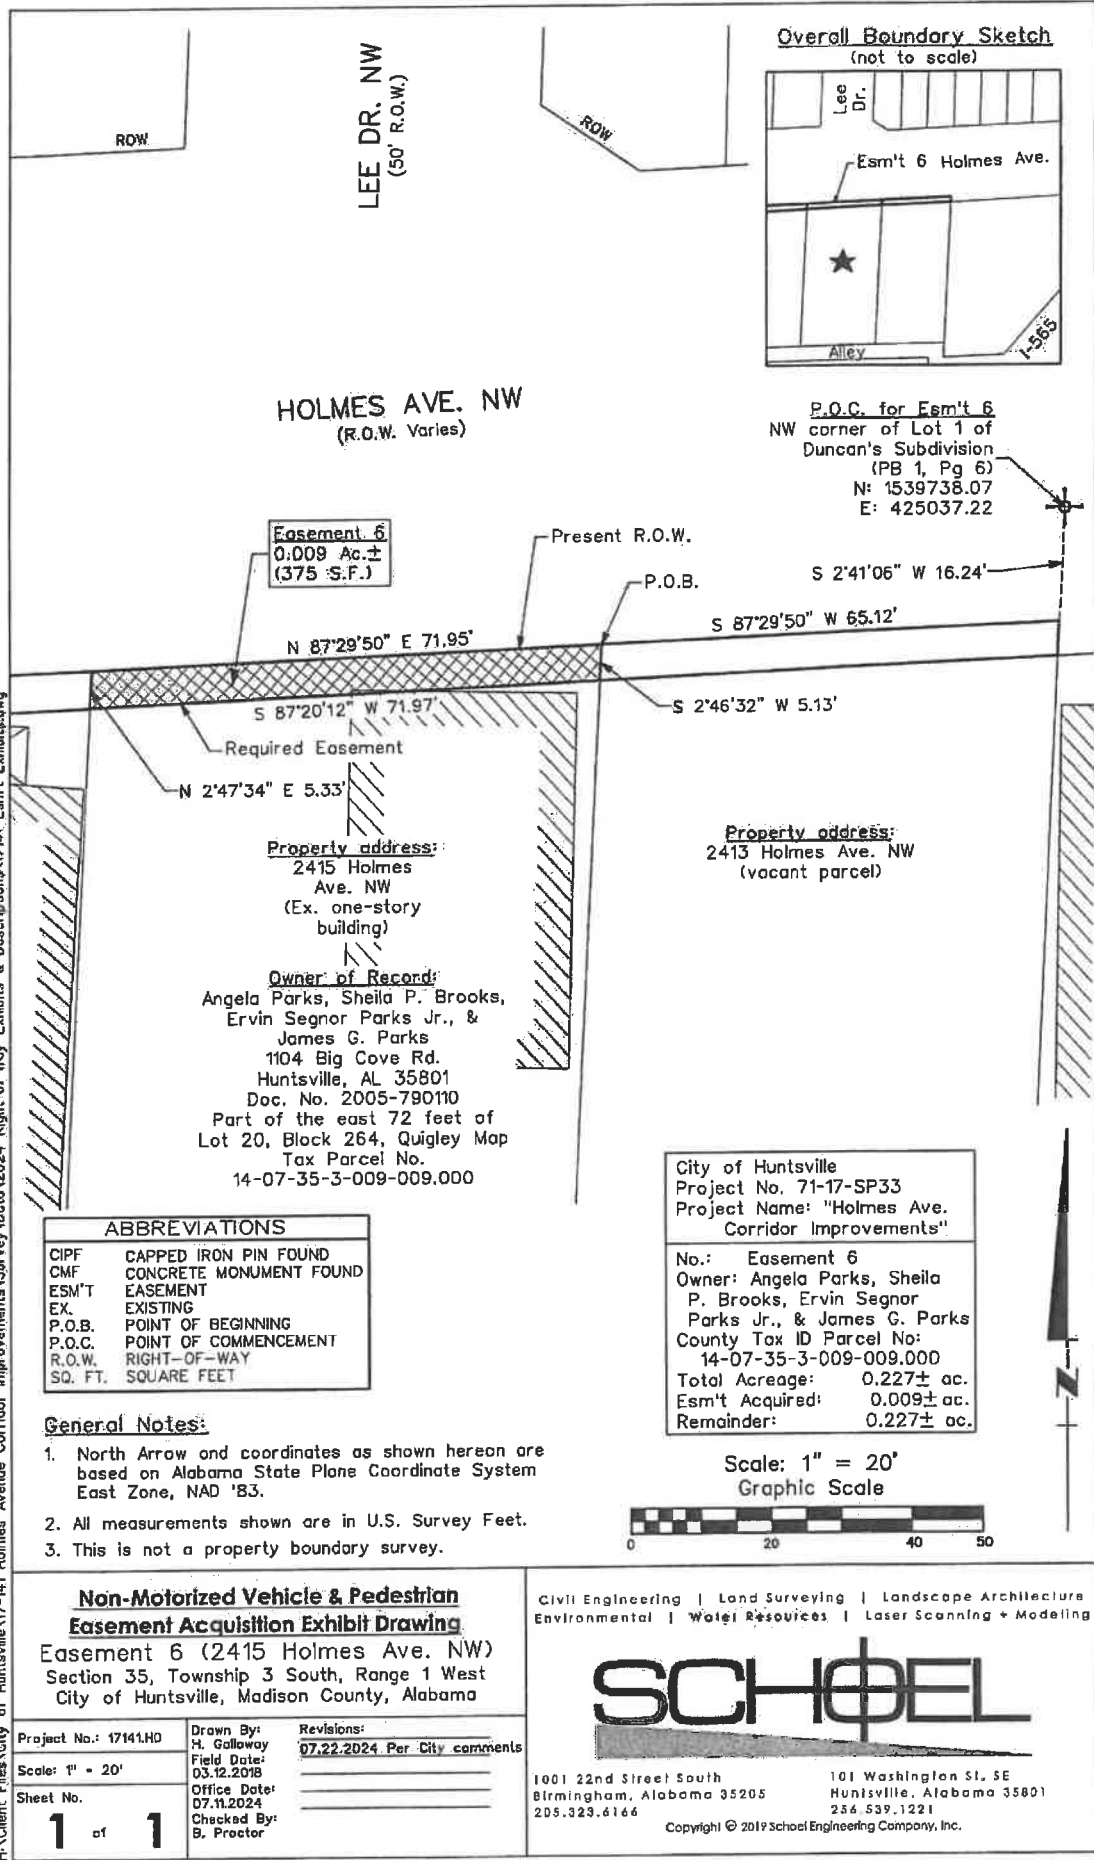 Overall Boundary Sketch
(not to scale)
Lee
Dr.
Esm't 6 Holmes Ave.
Alley
I-565
ROW
LEE DR. NW
(50' R.O.W.)
ROW
HOLMES AVE. NW
(R.O.W. Varies)
P.O.C. for Esm't 6
NW corner of Lot 1 of
Duncan's Subdivision
(PB 1, Pg 6)
N: 1539738.07
E: 425037.22
Easement 6
0.009 Ac.±
(375 S.F.)
Present R.O.W.
P.O.B.
S 2°41'06" W 16.24'
N 87°29'50" E 71.95'
S 87°29'50" W 65.12'
S 87°20'12" W 71.97'
S 2°46'32" W 5.13'
Required Easement
N 2°47'34" E 5.33'
Property address:
2415 Holmes
Ave. NW
(Ex. one-story
building)
Property address:
2413 Holmes Ave. NW
(vacant parcel)
Owner of Record:
Angela Parks, Sheila P. Brooks,
Ervin Segnor Parks Jr., &
James G. Parks
1104 Big Cove Rd.
Huntsville, AL 35801
Doc. No. 2005-790110
Part of the east 72 feet of
Lot 20, Block 264, Quigley Map
Tax Parcel No.
14-07-35-3-009-009.000
ABBREVIATIONS
CIPF CAPPED IRON PIN FOUND
CMF CONCRETE MONUMENT FOUND
ESM'T EASEMENT
EX. EXISTING
P.O.B. POINT OF BEGINNING
P.O.C. POINT OF COMMENCEMENT
R.O.W. RIGHT-OF-WAY
SQ. FT. SQUARE FEET
City of Huntsville
Project No. 71-17-SP33
Project Name: "Holmes Ave.
Corridor Improvements"
No.: Easement 6
Owner: Angela Parks, Sheila
P. Brooks, Ervin Segnor
Parks Jr., & James G. Parks
County Tax ID Parcel No:
14-07-35-3-009-009.000
Total Acreage: 0.227± ac.
Esm't Acquired: 0.009± ac.
Remainder: 0.227± ac.
N
General Notes:
1. North Arrow and coordinates as shown hereon are
based on Alabama State Plane Coordinate System
East Zone, NAD '83.
2. All measurements shown are in U.S. Survey Feet.
3. This is not a property boundary survey.
Scale: 1" = 20'
Graphic Scale
0 20 40 50
Non-Motorized Vehicle & Pedestrian
Easement Acquisition Exhibit Drawing
Easement 6 (2415 Holmes Ave. NW)
Section 35, Township 3 South, Range 1 West
City of Huntsville, Madison County, Alabama
Project No.: 17141.H0
Scale: 1" = 20'
Sheet No.
1 of 1
Drawn By:
H. Galloway
Field Date:
03.12.2018
Office Date:
07.11.2024
Checked By:
B. Proctor
Revisions:
07.22.2024 Per City comments
Civil Engineering | Land Surveying | Landscape Architecture
Environmental | Water Resources | Laser Scanning + Modeling
SCHOEL
1001 22nd Street South
Birmingham, Alabama 35205
205.323.6166
101 Washington St. SE
Huntsville, Alabama 35801
256.539.1221
Copyright © 2019 Schoel Engineering Company, Inc.